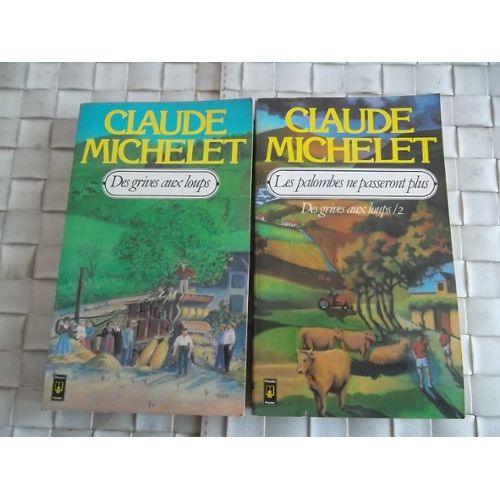 CLAUDE
MICHELET
Des grives aux loups
CLAUDE
MICHELET
Les palombes ne passeront plus
Des grives aux loups/2